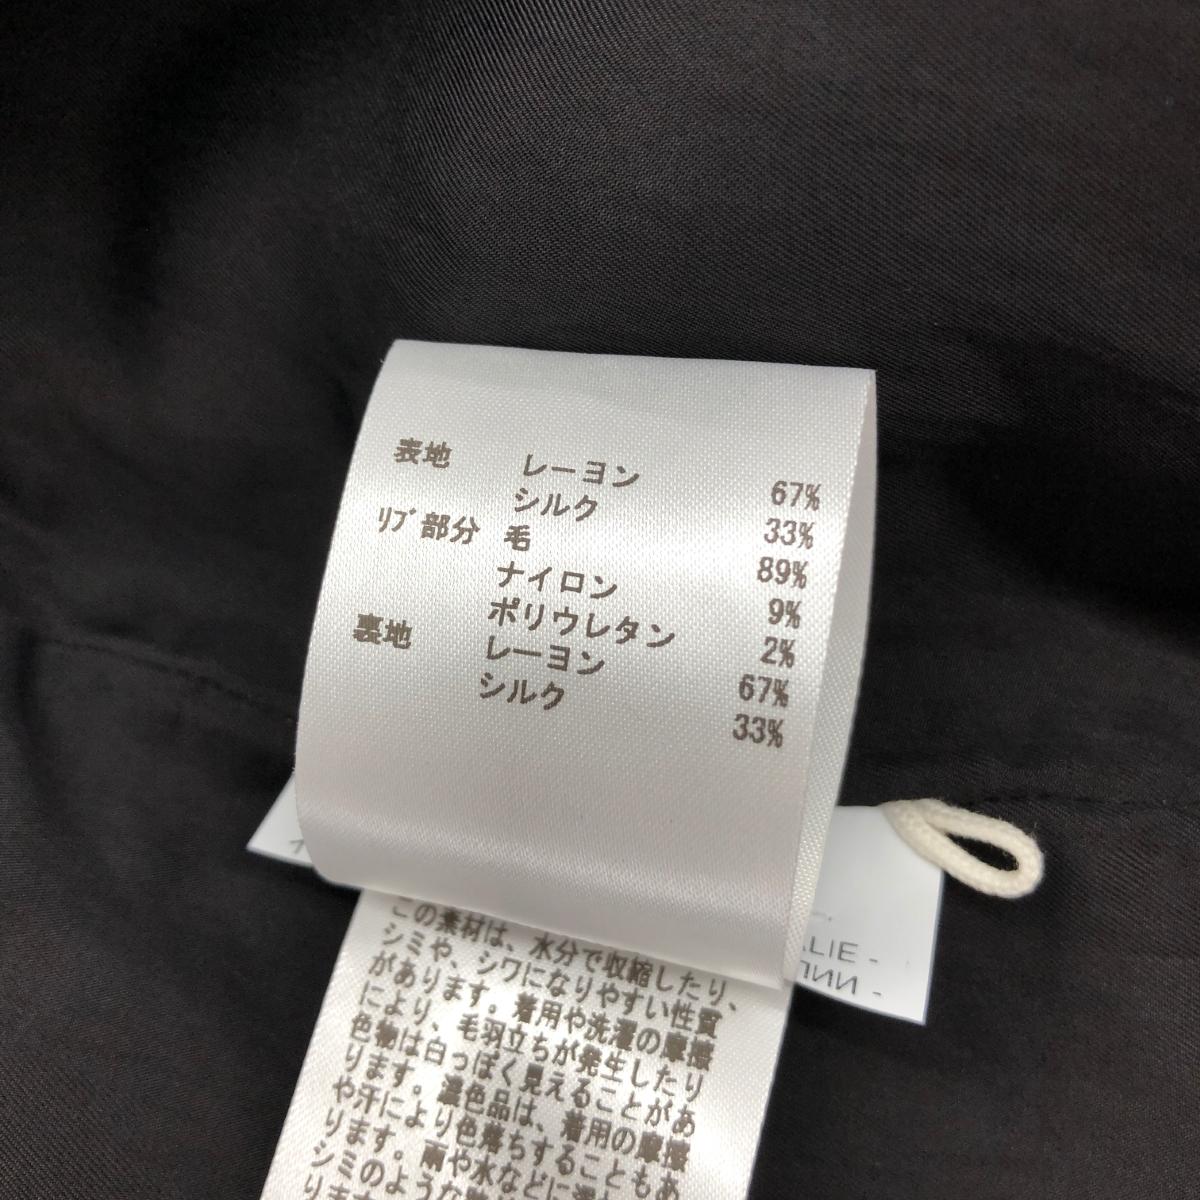 表地 レーヨン 67%
シルク 33%
ﾘﾌﾞ部分 毛 89%
ナイロン 9%
ポリウレタン 2%
裏地 レーヨン 67%
シルク 33%
この素材は、水分で収縮したり、
シミや、シワになりやすい性質
があります。着用や洗濯の摩擦
により、毛羽立ちが発生したり
色物は白っぽく見えることがあ
ります。濃色品は、着用の摩擦
や汗により色落ちすることもあ
ります。雨や水などに
シミのような
ALIE -